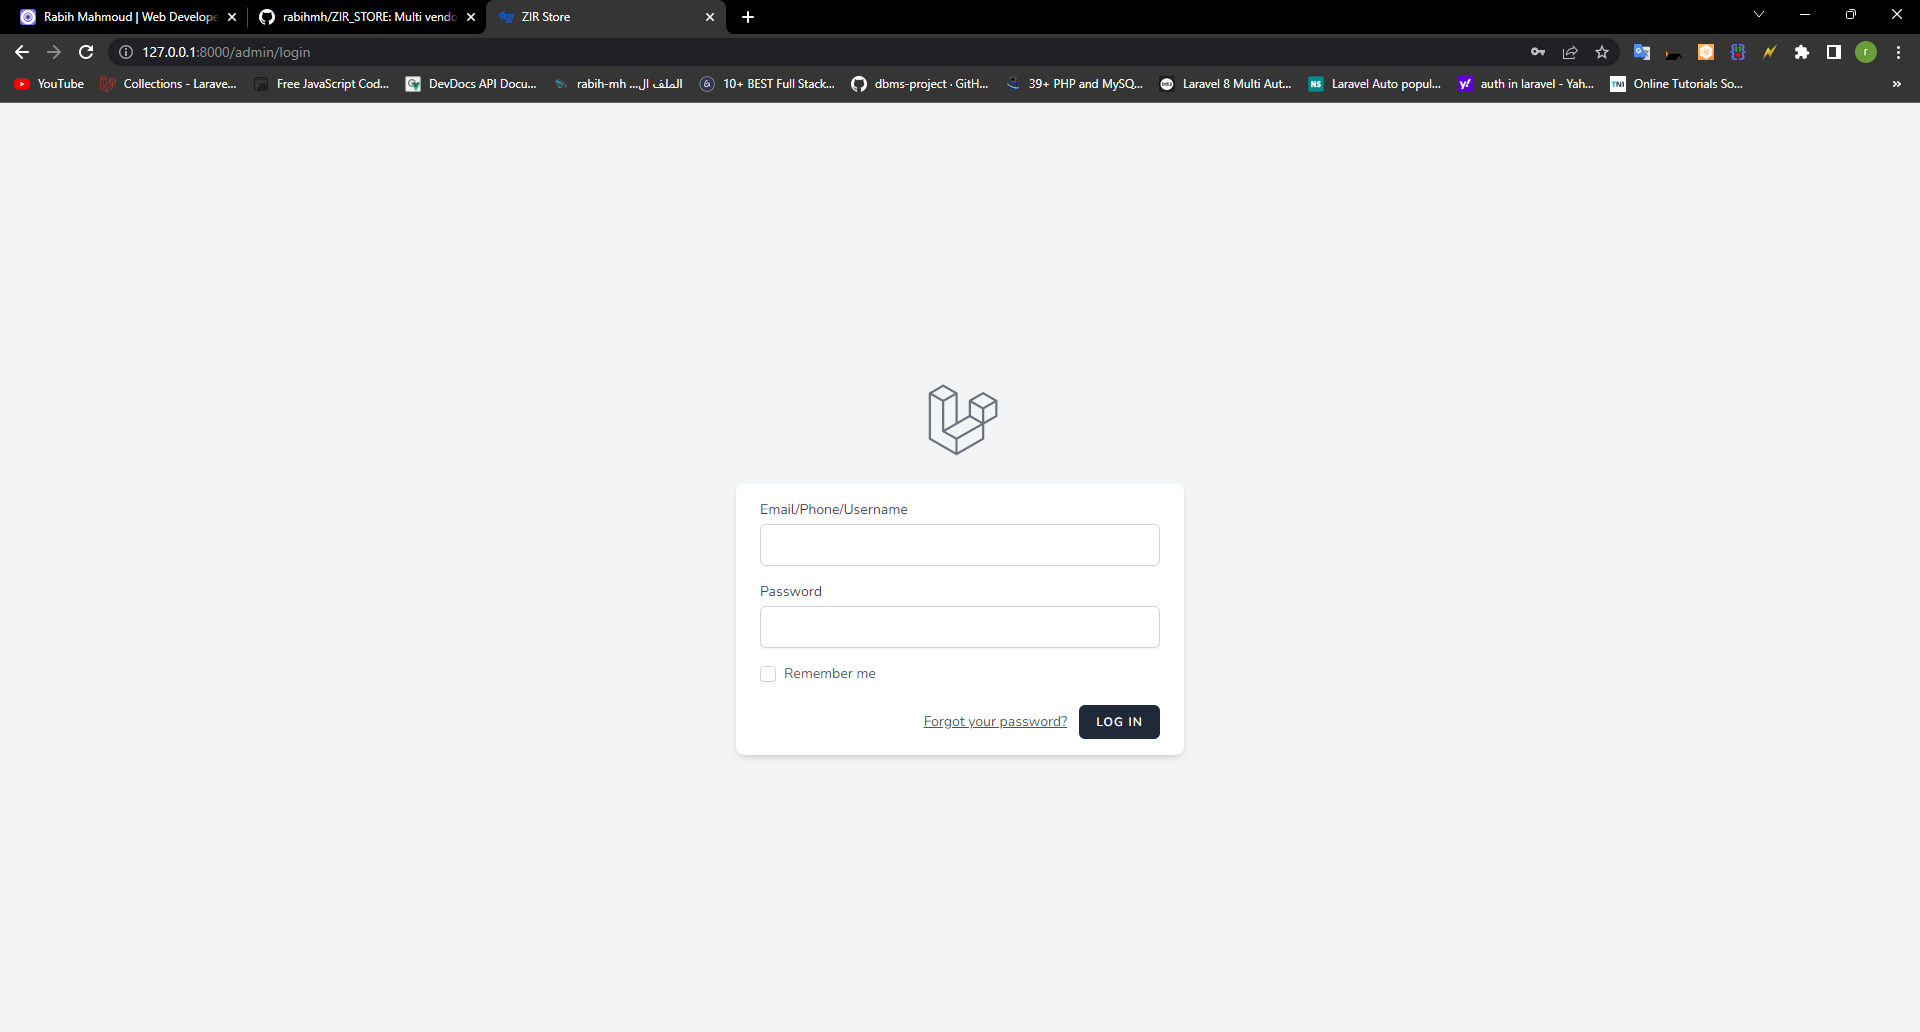 Rabih Mahmoud | Web Develope
rabihmh/ZIR_STORE: Multi vendo
ZIR Store
127.0.0.1:8000/admin/login
r
YouTube
Collections - Larave...
Free JavaScript Cod...
DevDocs API Docu...
rabih-mh ...الملف ال
10+ BEST Full Stack...
dbms-project · GitH...
39+ PHP and MySQ...
Laravel 8 Multi Aut...
NS
Laravel Auto popul...
y!
auth in laravel - Yah...
TNI
Online Tutorials So...
Email/Phone/Username
Password
Remember me
Forgot your password?
LOG IN